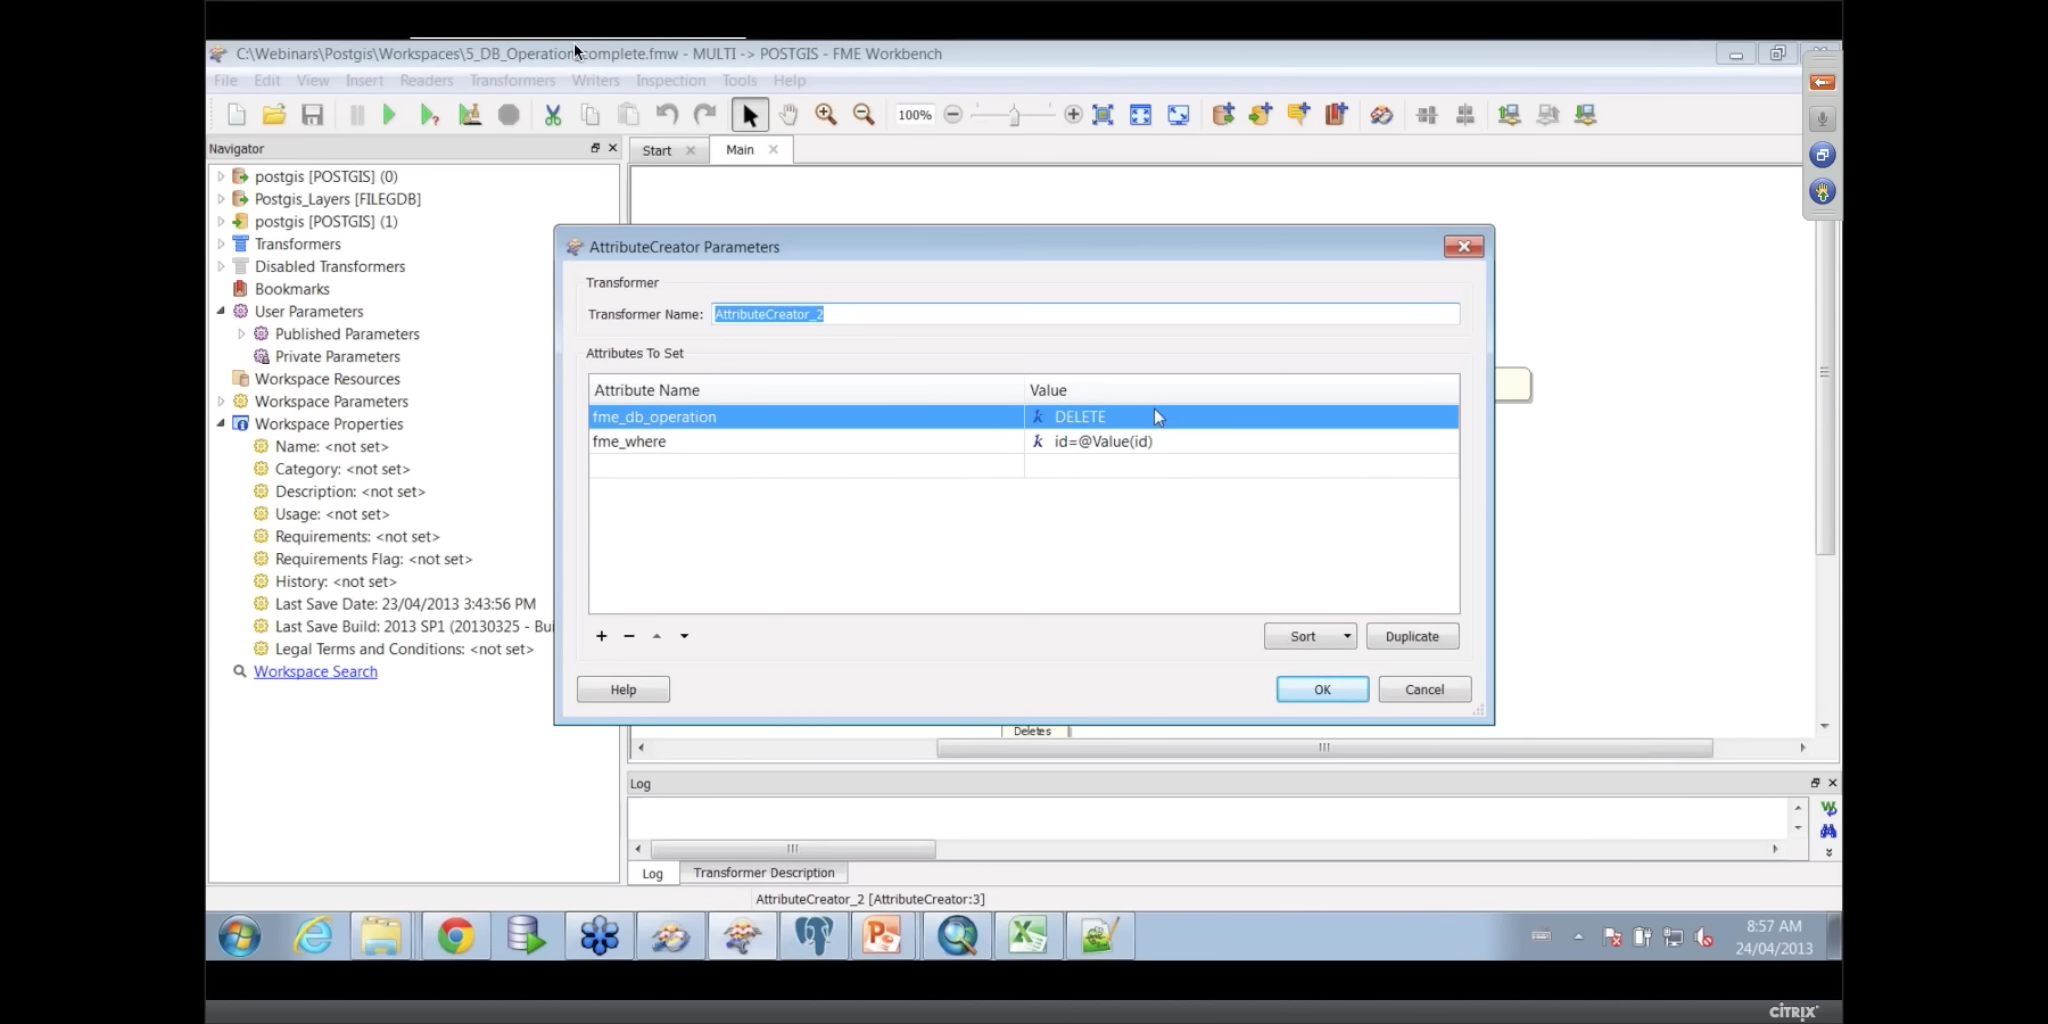 C:\Webinars\Postgis\Workspaces\5_DB_Operation complete.fmw - MULTI -> POSTGIS - FME Workbench
File Edit View Insert Readers Transformers Writers Inspection Tools Help
100%
Navigator
Start
Main
postgis [POSTGIS] (0)
Postgis_Layers [FILEGDB]
postgis [POSTGIS] (1)
Transformers
Disabled Transformers
Bookmarks
User Parameters
Published Parameters
Private Parameters
Workspace Resources
Workspace Parameters
Workspace Properties
Name: <not set>
Category: <not set>
Description: <not set>
Usage: <not set>
Requirements: <not set>
Requirements Flag: <not set>
History: <not set>
Last Save Date: 23/04/2013 3:43:56 PM
Last Save Build: 2013 SP1 (20130325 - Bui
Legal Terms and Conditions: <not set>
Workspace Search
AttributeCreator Parameters
Transformer
Transformer Name: AttributeCreator_2
Attributes To Set
Attribute Name Value
fme_db_operation DELETE
fme_where id=@Value(id)
Sort Duplicate
Help OK Cancel
Deletes
Log
Log Transformer Description
AttributeCreator_2 [AttributeCreator:3]
8:57 AM
24/04/2013
CITRIX